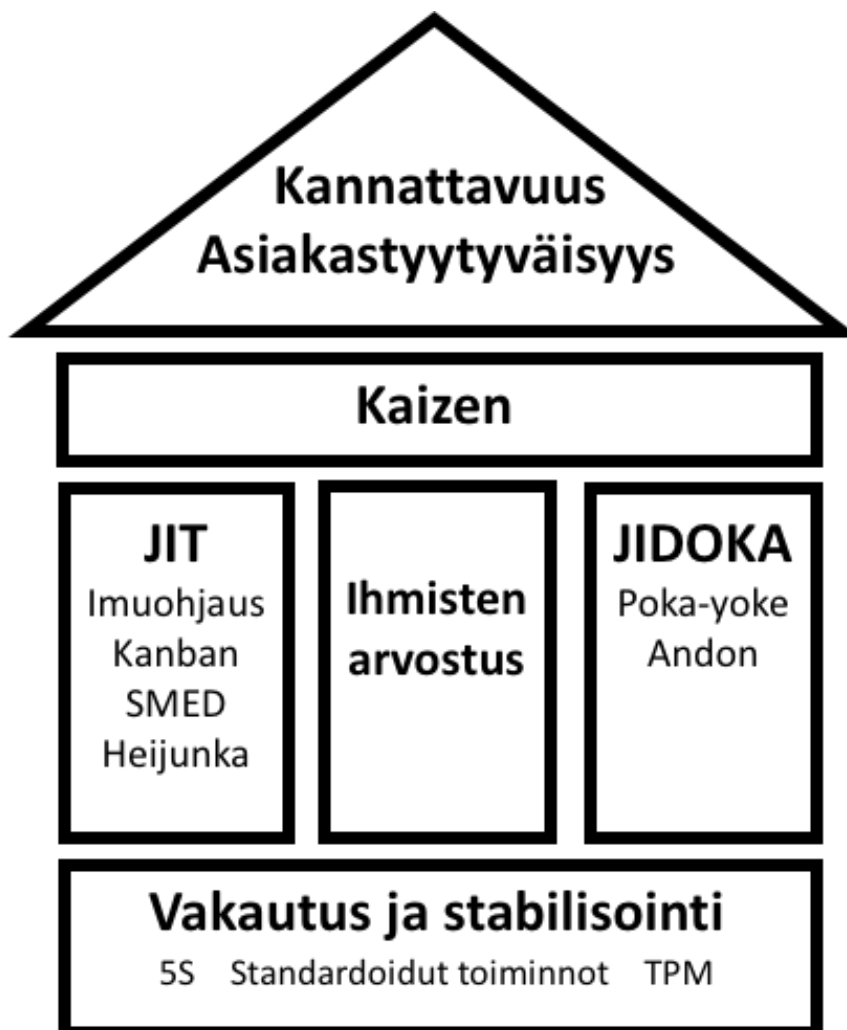 Kannattavuus
Asiakastyytyväisyys
Kaizen
JIT
Imuohjaus
Kanban
SMED
Heijunka
Ihmisten
arvostus
JIDOKA
Poka-yoke
Andon
Vakautus ja stabilisointi
5S Standardoidut toiminnot TPM